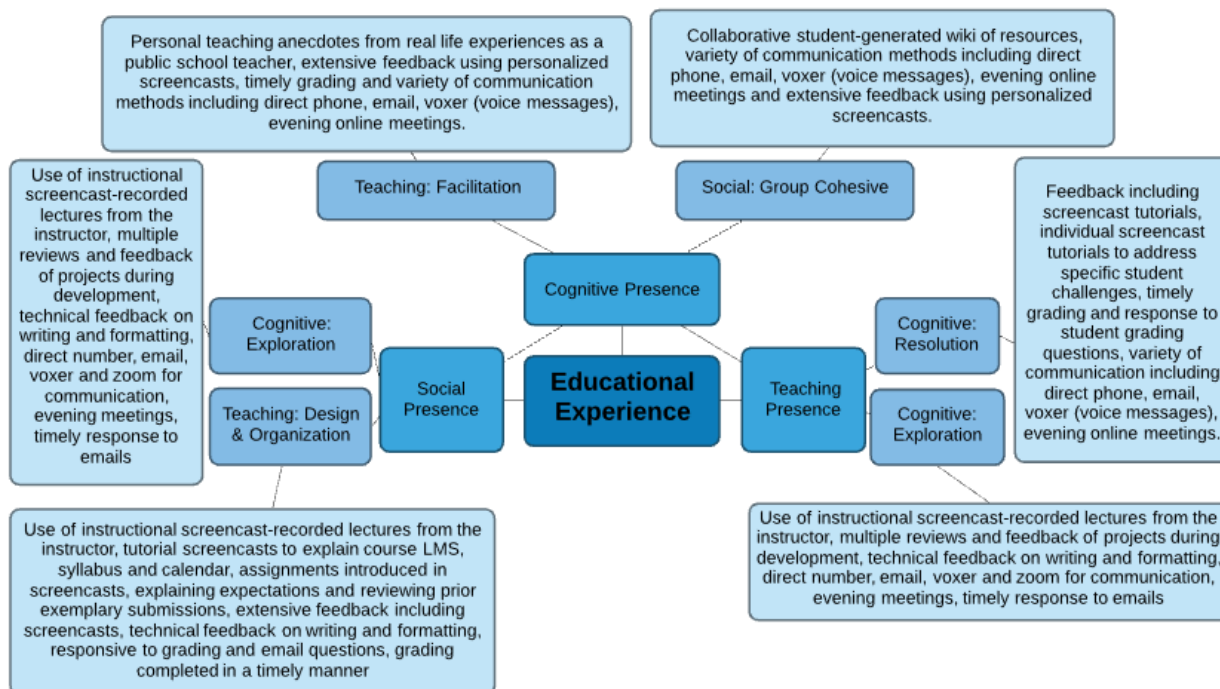 Personal teaching anecdotes from real life experiences as a
public school teacher, extensive feedback using personalized
screencasts, timely grading and variety of communication
methods including direct phone, email, voxer (voice messages),
evening online meetings.
Collaborative student-generated wiki of resources,
variety of communication methods including direct
phone, email, voxer (voice messages), evening online
meetings and extensive feedback using personalized
screencasts.
Teaching: Facilitation
Social: Group Cohesive
Use of instructional
screencast-recorded
lectures from the
instructor, multiple
reviews and feedback
of projects during
development,
technical feedback on
writing and formatting,
direct number, email,
voxer and zoom for
communication,
evening meetings,
timely response to
emails
Cognitive Presence
Cognitive:
Exploration
Teaching: Design
& Organization
Social
Presence
Educational
Experience
Teaching
Presence
Cognitive:
Resolution
Cognitive:
Exploration
Feedback including
screencast tutorials,
individual screencast
tutorials to address
specific student
challenges, timely
grading and response to
student grading
questions, variety of
communication including
direct phone, email,
voxer (voice messages),
evening online meetings.
Use of instructional screencast-recorded lectures from the
instructor, tutorial screencasts to explain course LMS,
syllabus and calendar, assignments introduced in
screencasts, explaining expectations and reviewing prior
exemplary submissions, extensive feedback including
screencasts, technical feedback on writing and formatting,
responsive to grading and email questions, grading
completed in a timely manner
Use of instructional screencast-recorded lectures from the
instructor, multiple reviews and feedback of projects during
development, technical feedback on writing and formatting,
direct number, email, voxer and zoom for communication,
evening meetings, timely response to emails